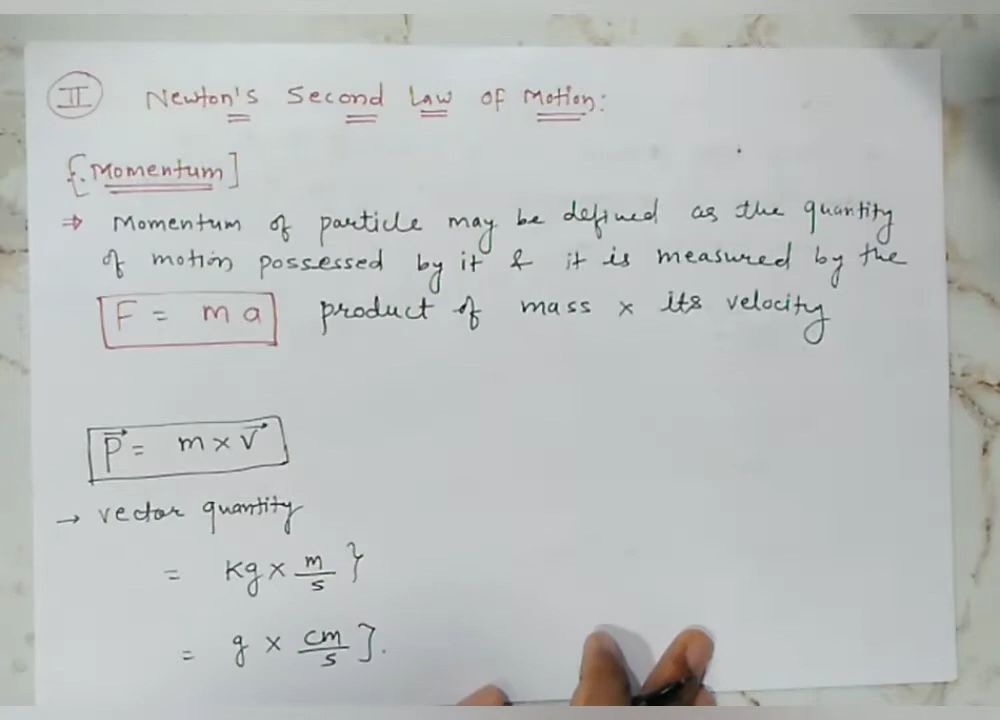 II Newton's Second Law of Motion:
{Momentum]
⇒ Momentum of particle may be defined as the quantity
of motion possessed by it & it is measured by the
F = ma product of mass x its velocity
P⃗ = m × V⃗
→ vector quantity
= Kg × m/s }
= g × cm/s ].